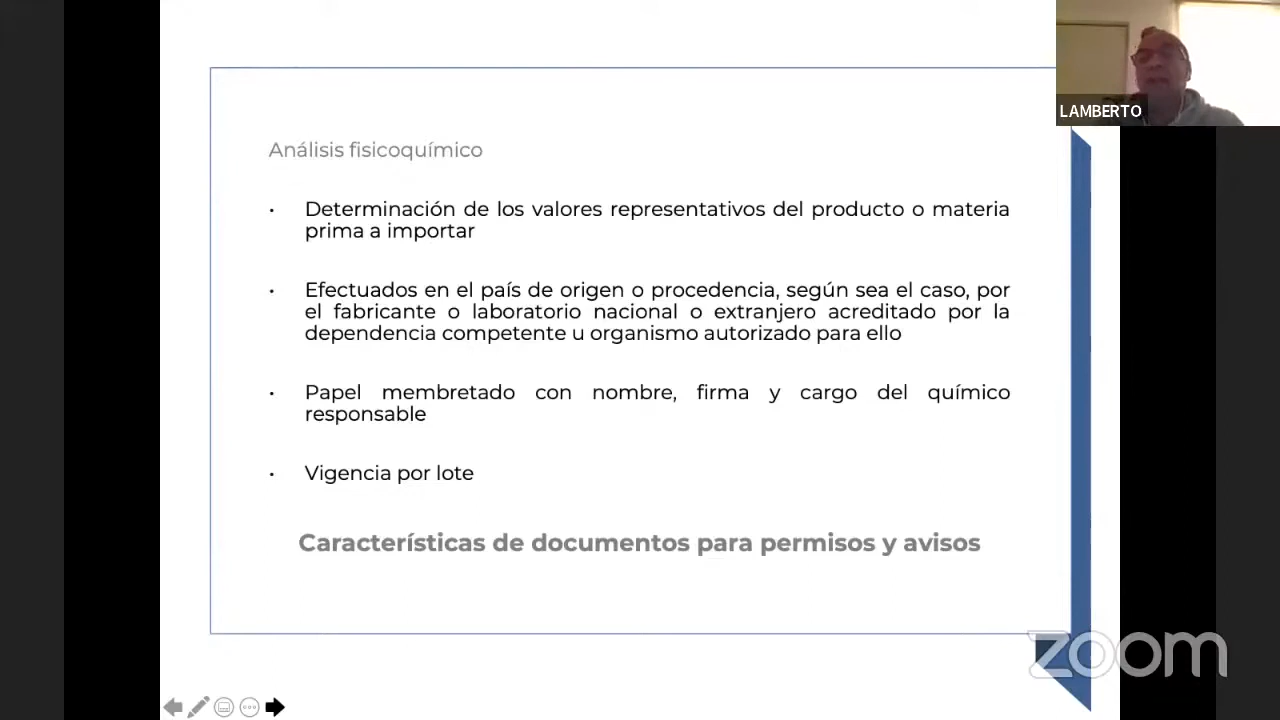 LAMBERTO
Análisis fisicoquímico
• Determinación de los valores representativos del producto o materia
prima a importar
• Efectuados en el país de origen o procedencia, según sea el caso, por
el fabricante o laboratorio nacional o extranjero acreditado por la
dependencia competente u organismo autorizado para ello
• Papel membretado con nombre, firma y cargo del químico
responsable
• Vigencia por lote
Características de documentos para permisos y avisos
zoom